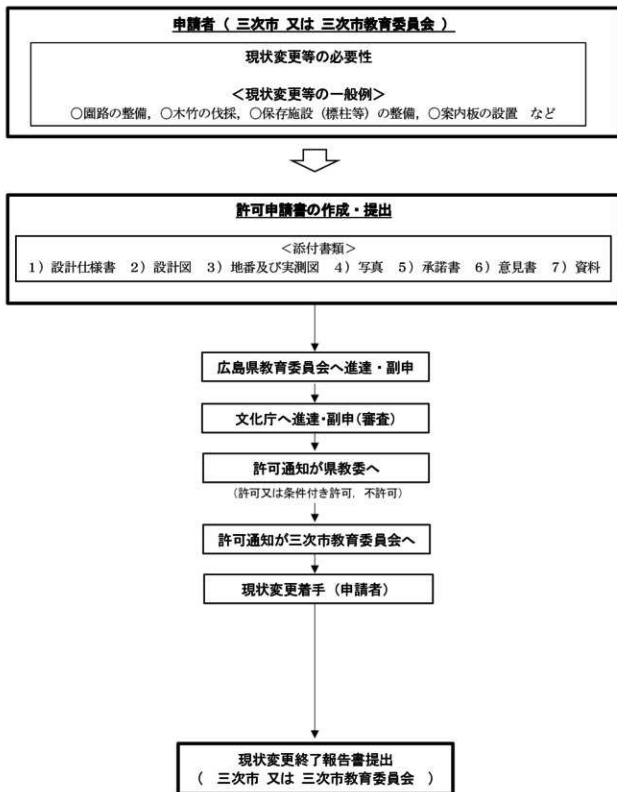 申請者（ 三次市 又は 三次市教育委員会 ）
現状変更等の必要性
＜現状変更等の一般例＞
○園路の整備，○木竹の伐採，○保存施設（標柱等）の整備，○案内板の設置　など
許可申請書の作成・提出
＜添付書類＞
1）設計仕様書　2）設計図　3）地番及び実測図　4）写真　5）承諾書　6）意見書　7）資料
広島県教育委員会へ進達・副申
文化庁へ進達・副申（審査）
許可通知が県教委へ
（許可又は条件付き許可，不許可）
許可通知が三次市教育委員会へ
現状変更着手（申請者）
現状変更終了報告書提出
（　三次市 又は 三次市教育委員会　）